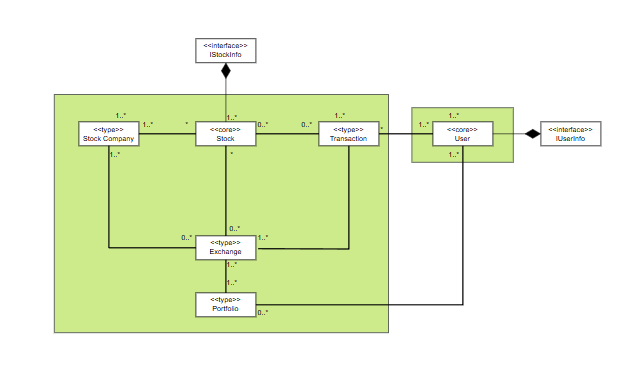 <<interface>>
IStockInfo
1..*
1..*
1..*
1..*
<<type>>
Stock Company
1..*
*
<<core>>
Stock
0..*
0..*
<<type>>
Transaction
*
1..*
<<core>>
User
<<interface>>
IUserInfo
1..*
*
1..*
0..*
0..*
1..*
<<type>>
Exchange
1..*
1..*
<<type>>
Portfolio
0..*